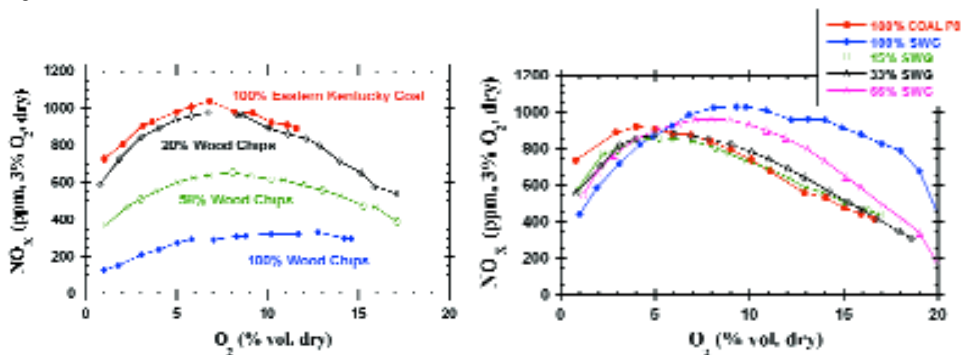 1200
1000
800
600
400
200
0
NOX (ppm, 3% O2, dry)
100% Eastern Kentucky Coal
20% Wood Chips
50% Wood Chips
100% Wood Chips
0 5 10 15 20
O2 (% vol. dry)
100% COAL P8
100% SWG
15% SWG
33% SWG
66% SWG
1200
1000
800
600
400
200
0
NOX (ppm, 3% O2, dry)
0 5 10 15 20
O2 (% vol. dry)